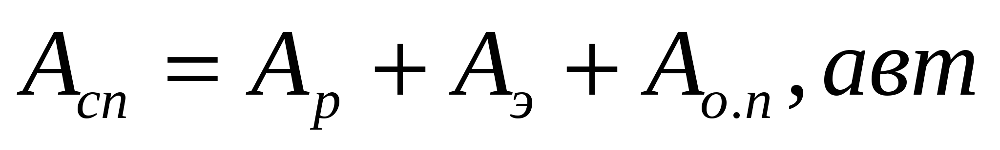 Aсп = Aр + Aэ + Aо.п , авт